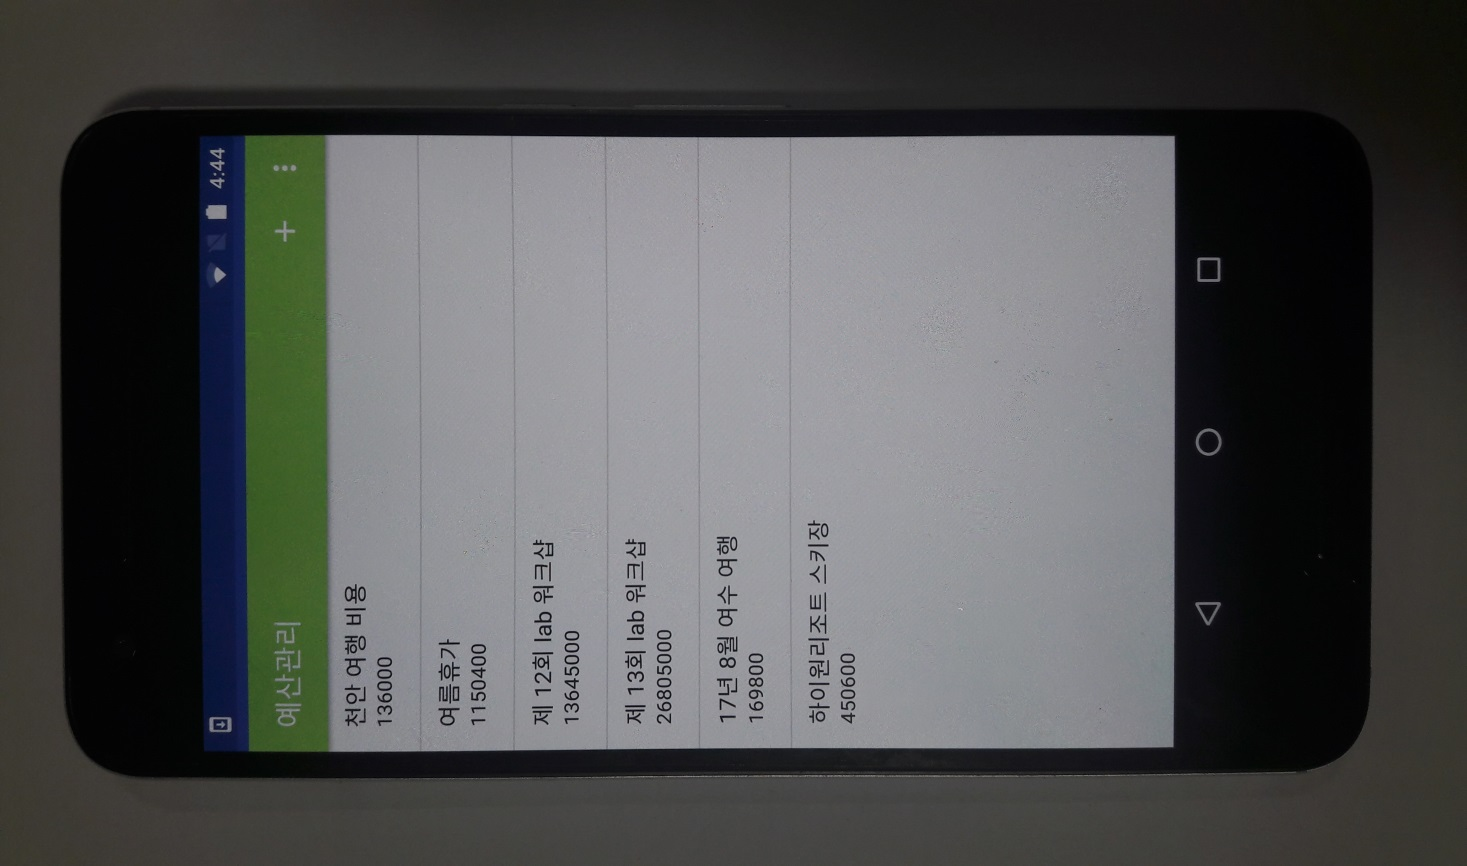 4:44
예산관리
천안 여행 비용
136000
여름휴가
1150400
제 12회 lab 워크샵
13645000
제 13회 lab 워크샵
26805000
17년 8월 여수 여행
169800
하이원리조트 스키장
450600